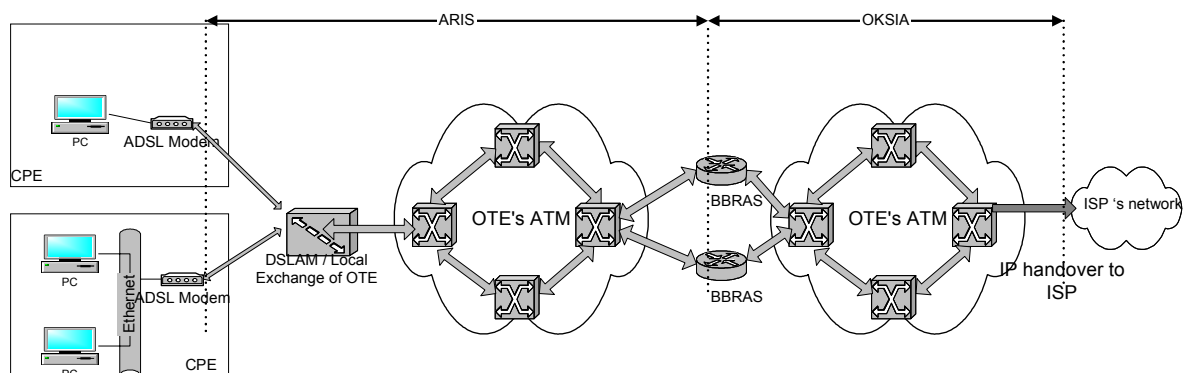 ARIS
OKSIA
PC
ADSL Modem
CPE
DSLAM / Local
Exchange of OTE
OTE's ATM
BBRAS
BBRAS
OTE's ATM
ISP 's network
IP handover to
ISP
PC
Ethernet
ADSL Modem
PC
CPE